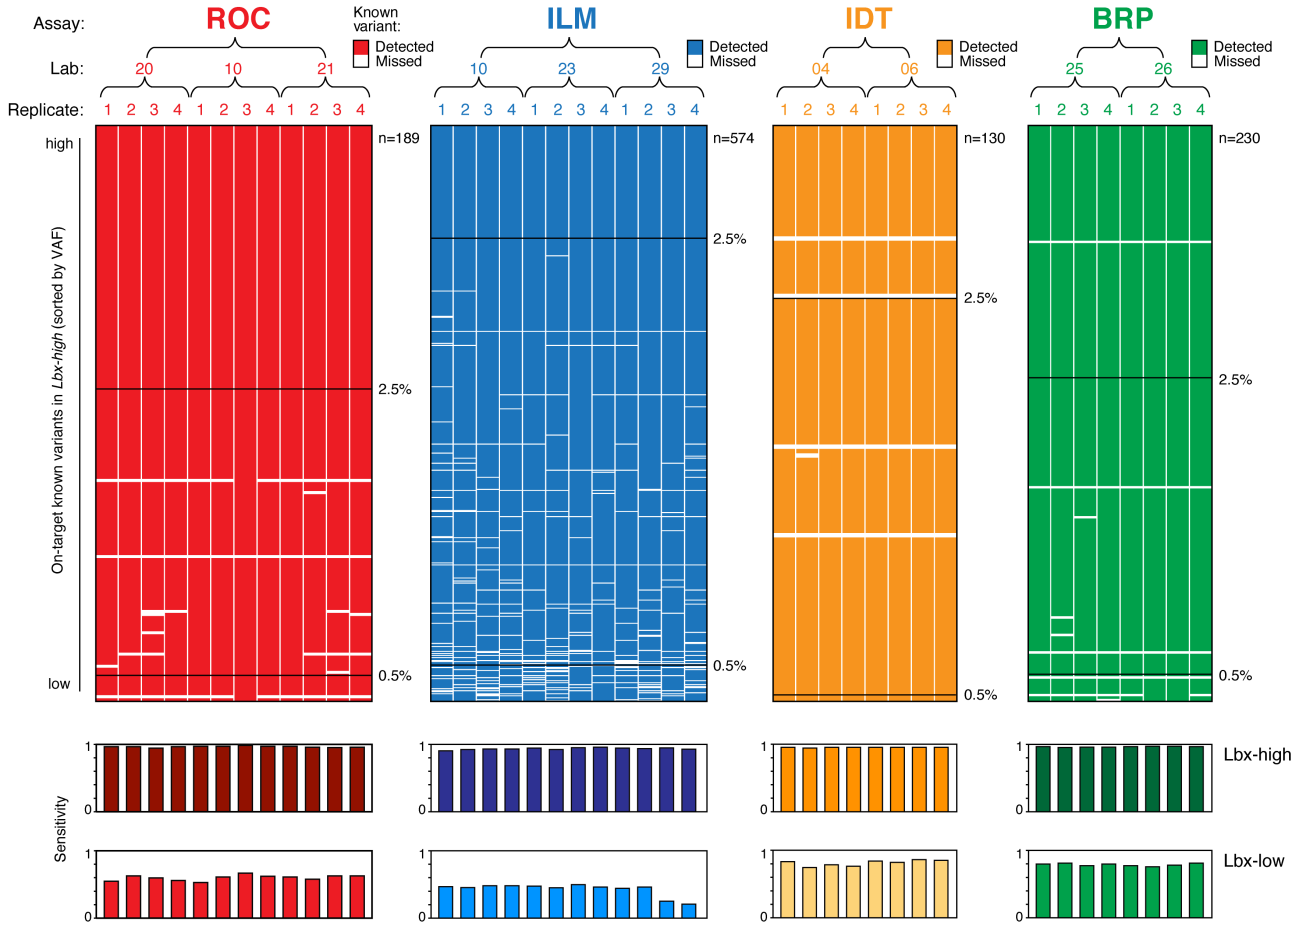 Assay: ROC Known variant: Detected Missed ILM Detected Missed IDT Detected Missed BRP Detected Missed
Lab: 20 10 21 10 23 29 04 06 25 26
Replicate: 1 2 3 4 1 2 3 4 1 2 3 4 1 2 3 4 1 2 3 4 1 2 3 4 1 2 3 4 1 2 3 4 1 2 3 4 1 2 3 4
high n=189 n=574 n=130 n=230
On-target known variants in Lbx-high (sorted by VAF)
2.5%
2.5%
2.5%
2.5%
low 0.5% 0.5% 0.5% 0.5%
Sensitivity
1 1 1 1 Lbx-high
0 0 0 0
1 1 1 1 Lbx-low
0 0 0 0